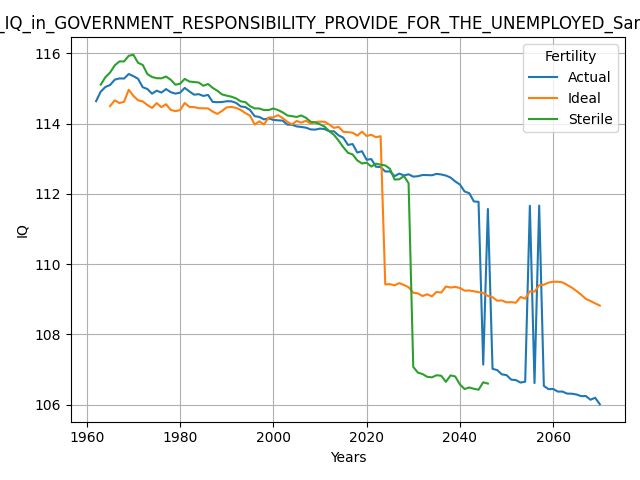 _IQ_in_GOVERNMENT_RESPONSIBILITY_PROVIDE_FOR_THE_UNEMPLOYED_Sar
116
114
112
110
108
106
IQ
1960 1980 2000 2020 2040 2060
Years
Fertility
Actual
Ideal
Sterile